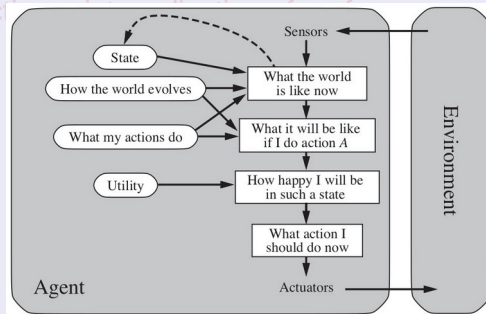 Sensors
State
What the world
is like now
How the world evolves
What my actions do
What it will be like
if I do action A
Utility
How happy I will be
in such a state
What action I
should do now
Agent
Actuators
Environment